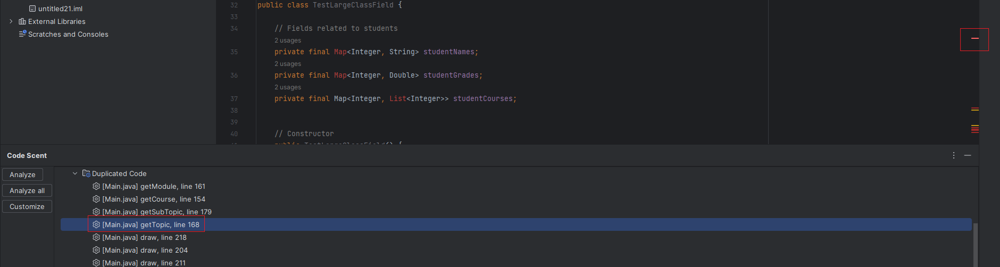 untitled21.iml
External Libraries
Scratches and Consoles
32 public class TestLargeClassField {
33
34 // Fields related to students
2 usages
35 private final Map<Integer, String> studentNames;
2 usages
36 private final Map<Integer, Double> studentGrades;
2 usages
37 private final Map<Integer, List<Integer>> studentCourses;
38
39
40 // Constructor
public TestLargeClassField() {
Code Scent
Analyze
Analyze all
Customize
Duplicated Code
[Main.java] getModule, line 161
[Main.java] getCourse, line 154
[Main.java] getSubTopic, line 179
[Main.java] getTopic, line 168
[Main.java] draw, line 218
[Main.java] draw, line 204
[Main.java] draw, line 211